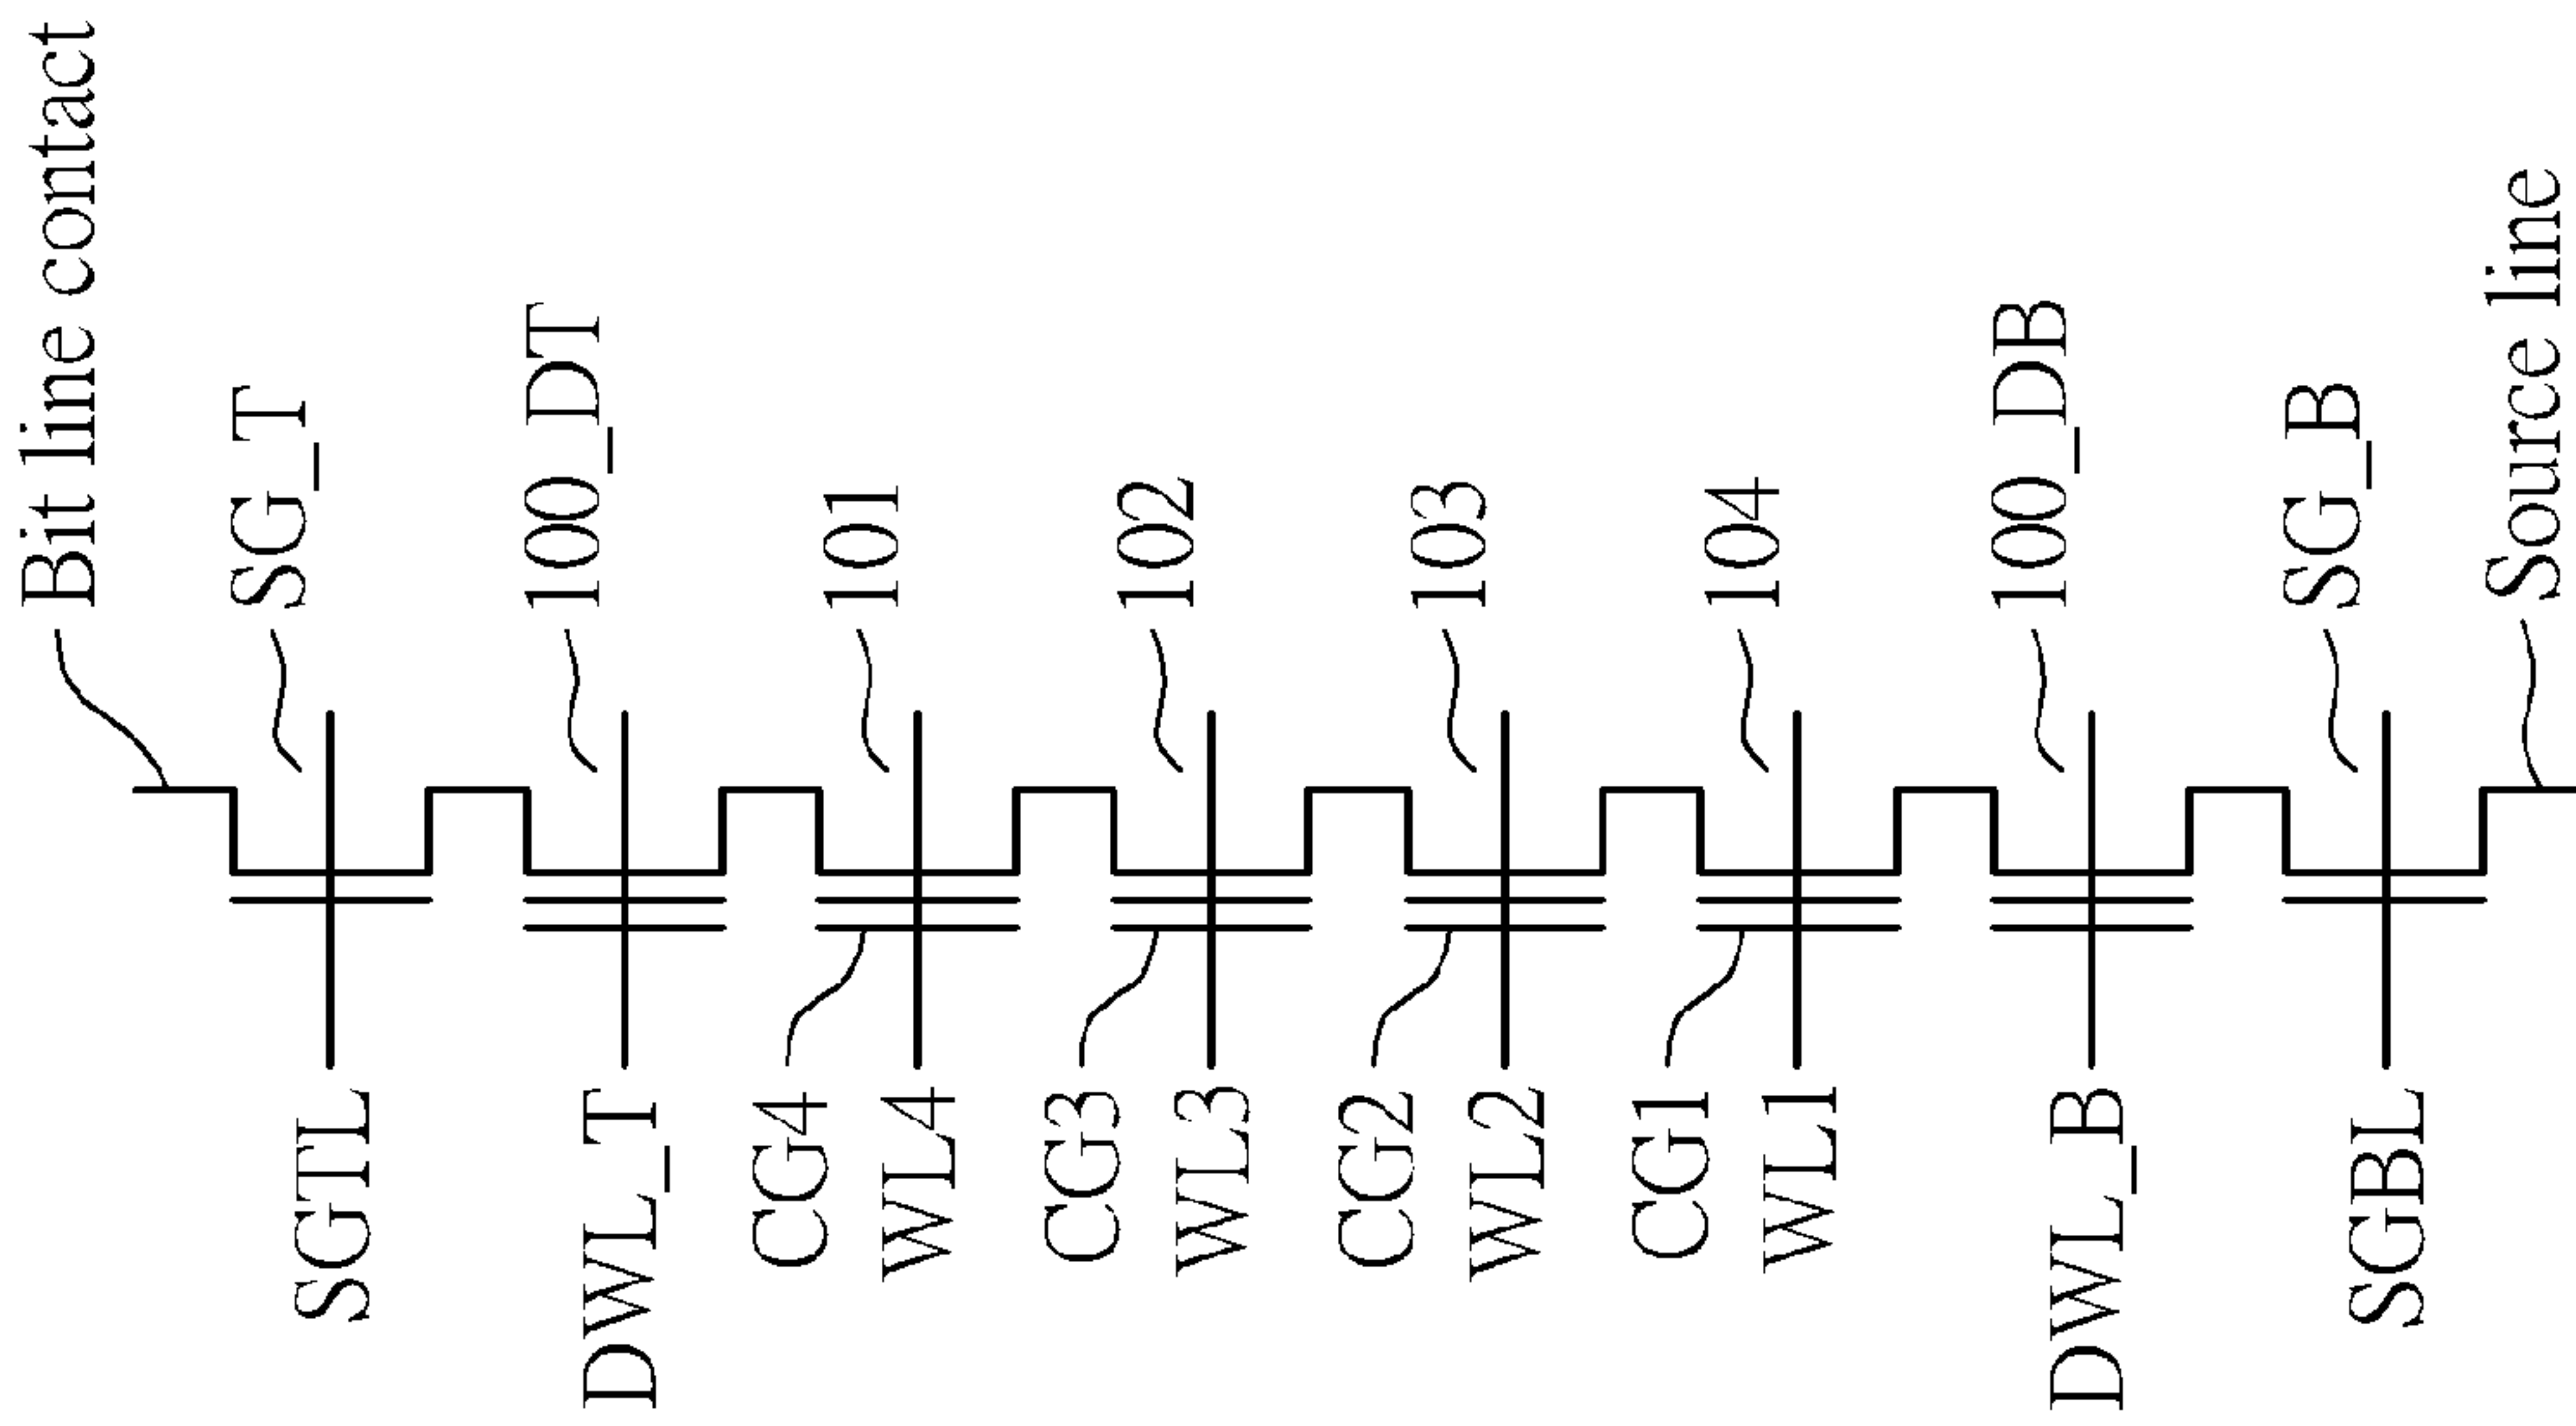 Bit line contact
SG_T
SGTL
100_DT
DWL_T
101
CG4
WL4
102
CG3
WL3
103
CG2
WL2
104
CG1
WL1
100_DB
DWL_B
SG_B
SGBL
Source line